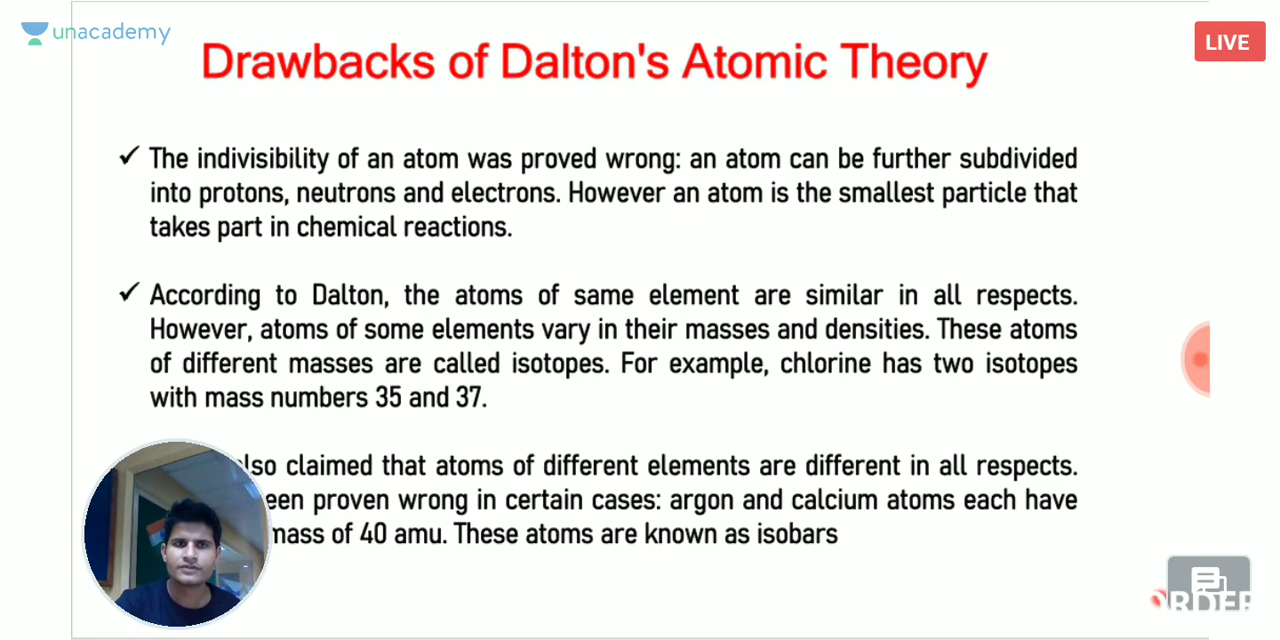 unacademy
LIVE
Drawbacks of Dalton's Atomic Theory
✓ The indivisibility of an atom was proved wrong: an atom can be further subdivided
into protons, neutrons and electrons. However an atom is the smallest particle that
takes part in chemical reactions.
✓ According to Dalton, the atoms of same element are similar in all respects.
However, atoms of some elements vary in their masses and densities. These atoms
of different masses are called isotopes. For example, chlorine has two isotopes
with mass numbers 35 and 37.
claimed that atoms of different elements are different in all respects.
proven wrong in certain cases: argon and calcium atoms each have
mass of 40 amu. These atoms are known as isobars